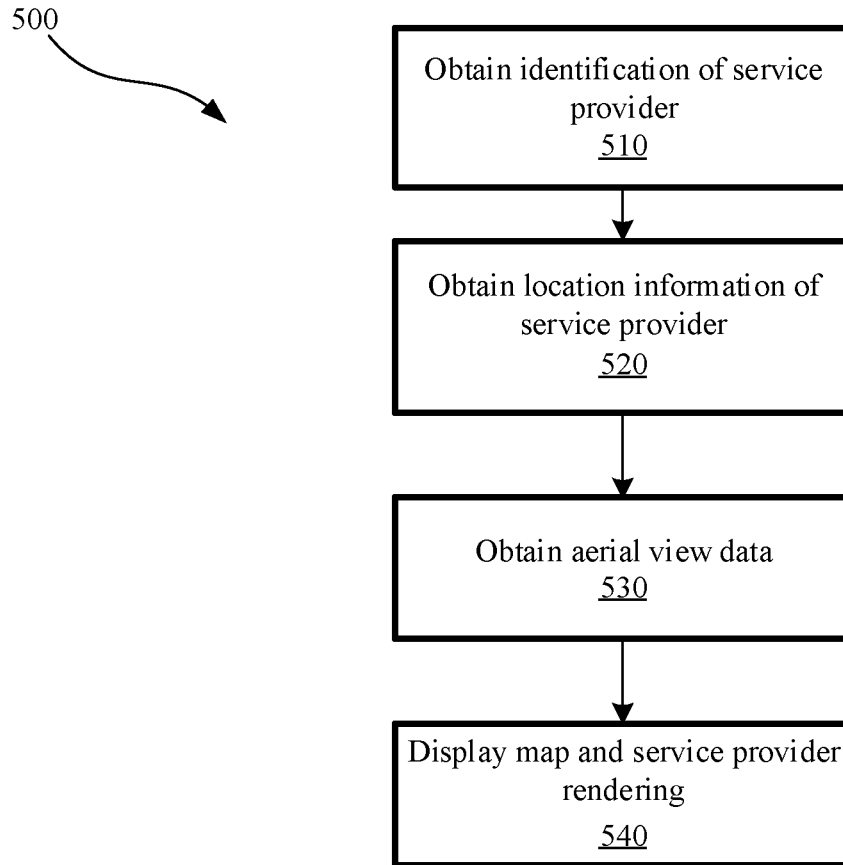 500
Obtain identification of service
provider
510
Obtain location information of
service provider
520
Obtain aerial view data
530
Display map and service provider
rendering
540